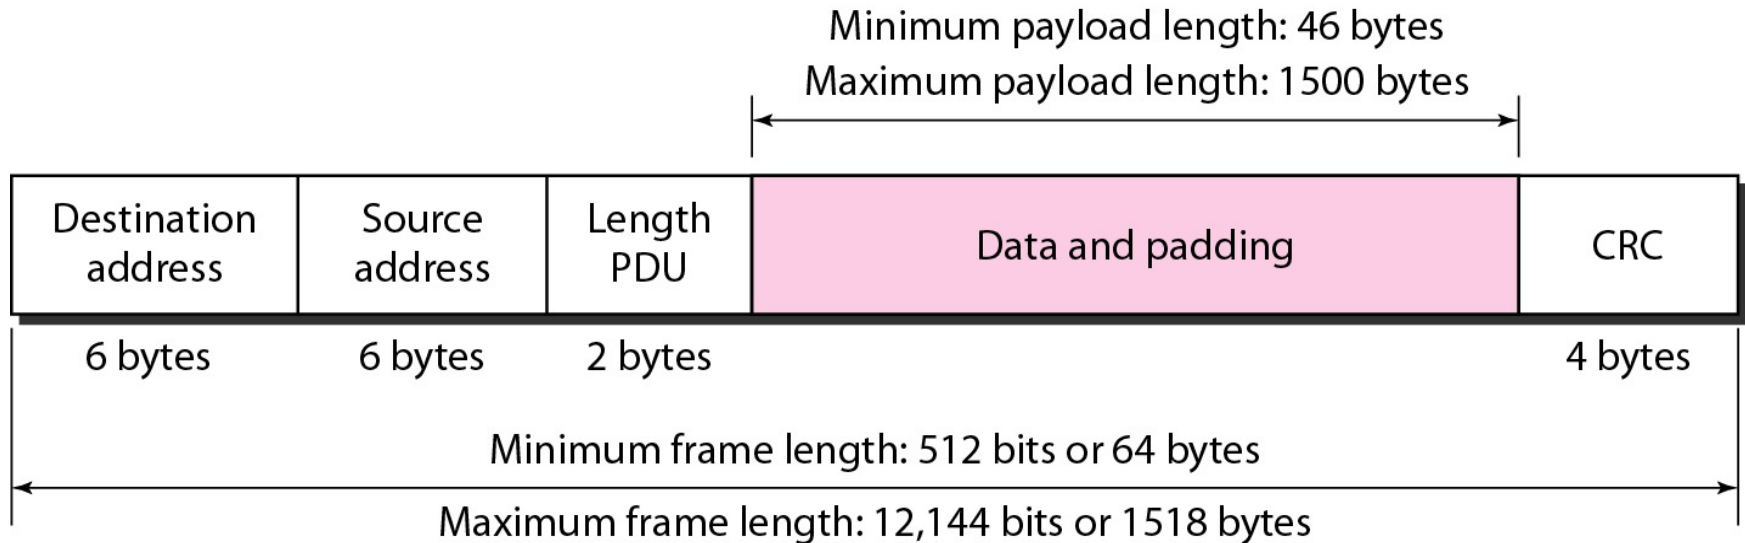 Minimum payload length: 46 bytes
Maximum payload length: 1500 bytes
Destination
address
Source
address
Length
PDU
Data and padding
CRC
6 bytes
6 bytes
2 bytes
4 bytes
Minimum frame length: 512 bits or 64 bytes
Maximum frame length: 12,144 bits or 1518 bytes